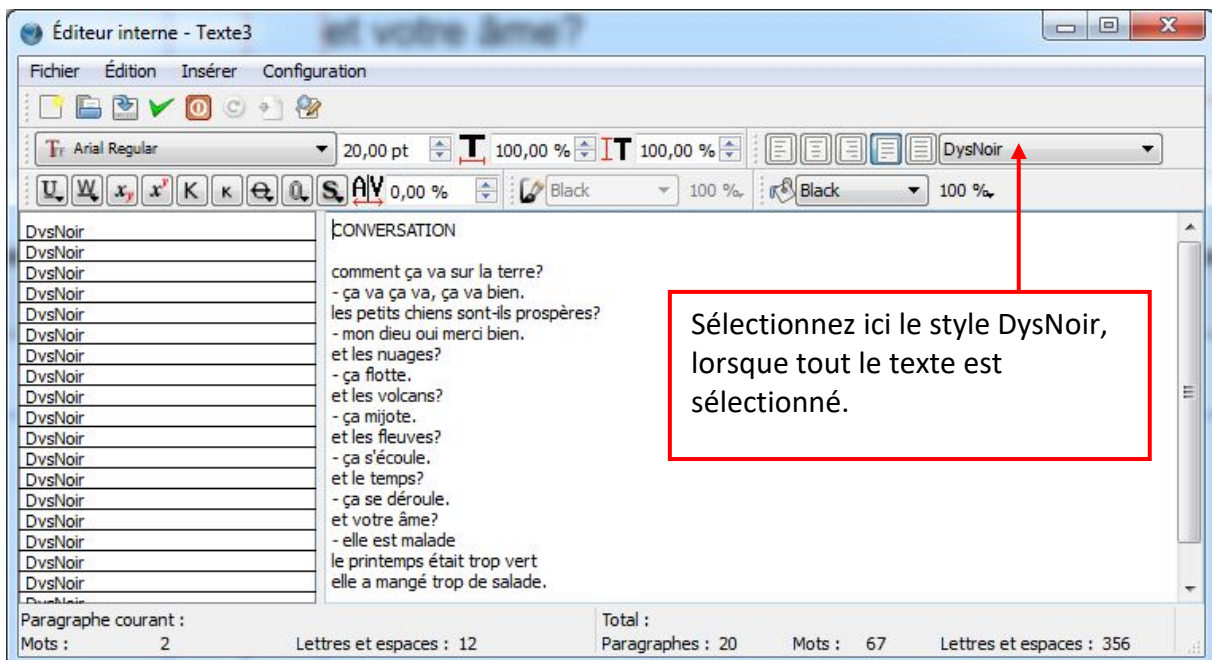 Éditeur interne - Texte3
et votre âme?
Fichier Édition Insérer Configuration
Arial Regular 20,00 pt 100,00 % 100,00 % DysNoir
0,00 % Black 100 % Black 100 %
DysNoir CONVERSATION
DysNoir
DysNoir comment ça va sur la terre?
DysNoir - ça va ça va, ça va bien.
DysNoir les petits chiens sont-ils prospères?
DysNoir - mon dieu oui merci bien.
DysNoir et les nuages?
DysNoir - ça flotte.
DysNoir et les volcans?
DysNoir - ça mijote.
DysNoir et les fleuves?
DysNoir - ça s'écoule.
DysNoir et le temps?
DysNoir - ça se déroule.
DysNoir et votre âme?
DysNoir - elle est malade
DysNoir le printemps était trop vert
DysNoir elle a mangé trop de salade.
DysNoir
Sélectionnez ici le style DysNoir,
lorsque tout le texte est
sélectionné.
Paragraphe courant : Total :
Mots : 2 Lettres et espaces : 12 Paragraphes : 20 Mots : 67 Lettres et espaces : 356